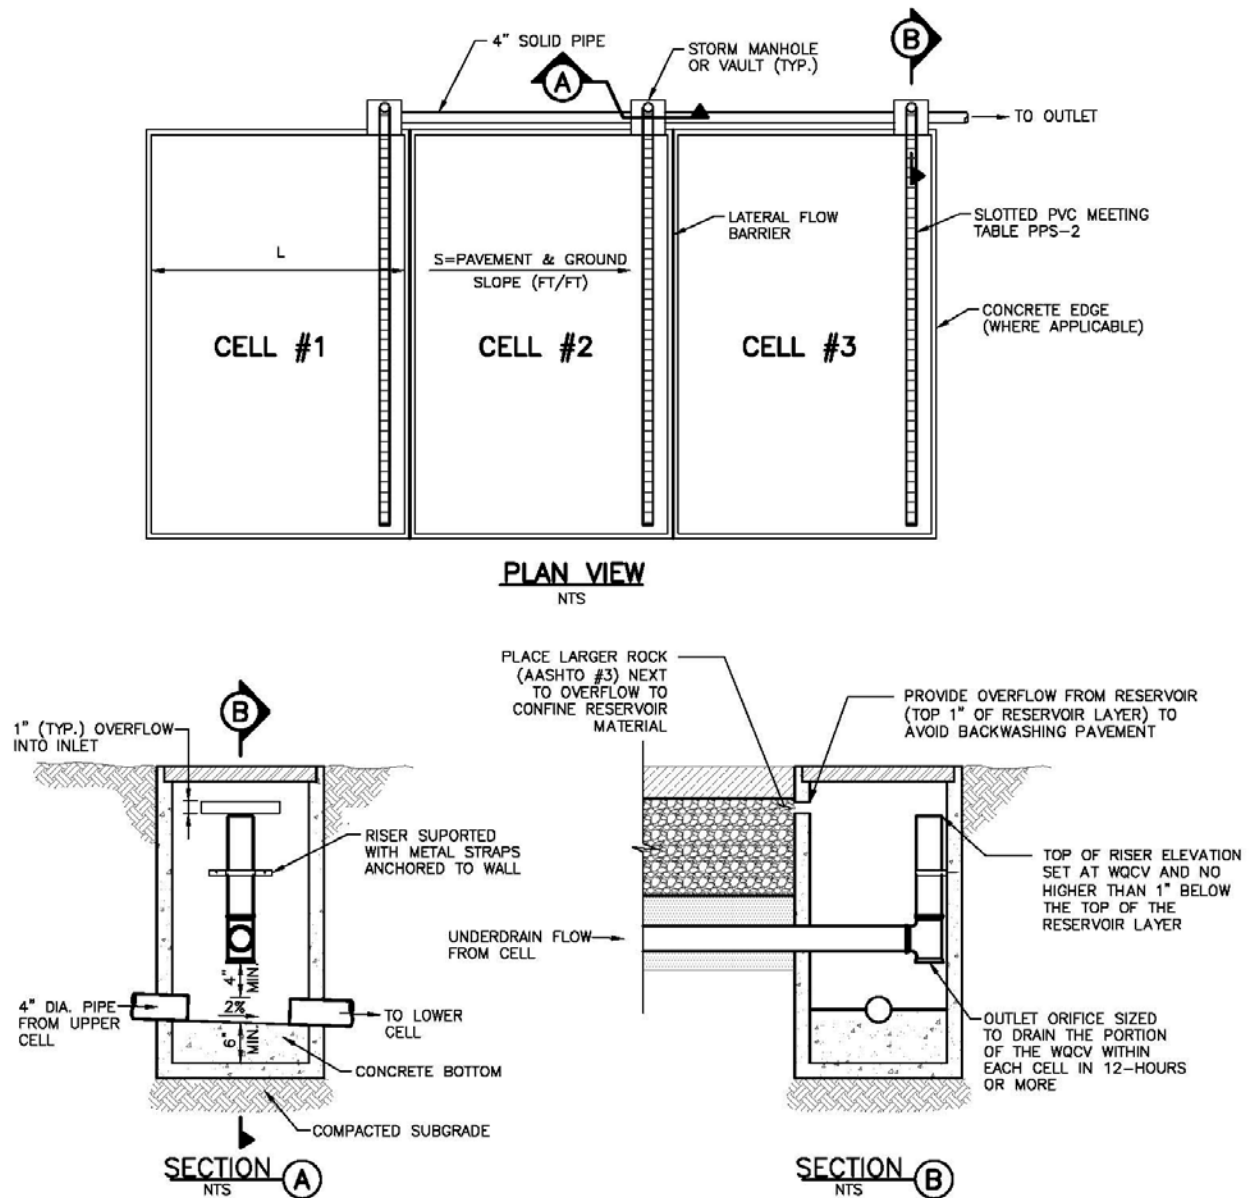 4" SOLID PIPE
STORM MANHOLE
OR VAULT (TYP.)
A
B
TO OUTLET
LATERAL FLOW
BARRIER
SLOTTED PVC MEETING
TABLE PPS-2
L
S=PAVEMENT & GROUND
SLOPE (FT/FT)
CONCRETE EDGE
(WHERE APPLICABLE)
CELL #1
CELL #2
CELL #3
PLAN VIEW
NTS
B
1" (TYP.) OVERFLOW
INTO INLET
RISER SUPORTED
WITH METAL STRAPS
ANCHORED TO WALL
4"
MIN.
2%
6"
MIN.
4" DIA. PIPE
FROM UPPER
CELL
TO LOWER
CELL
CONCRETE BOTTOM
COMPACTED SUBGRADE
SECTION A
NTS
PLACE LARGER ROCK
(AASHTO #3) NEXT
TO OVERFLOW TO
CONFINE RESERVOIR
MATERIAL
PROVIDE OVERFLOW FROM RESERVOIR
(TOP 1" OF RESERVOIR LAYER) TO
AVOID BACKWASHING PAVEMENT
TOP OF RISER ELEVATION
SET AT WQCV AND NO
HIGHER THAN 1" BELOW
THE TOP OF THE
RESERVOIR LAYER
UNDERDRAIN FLOW
FROM CELL
OUTLET ORIFICE SIZED
TO DRAIN THE PORTION
OF THE WQCV WITHIN
EACH CELL IN 12-HOURS
OR MORE
SECTION B
NTS